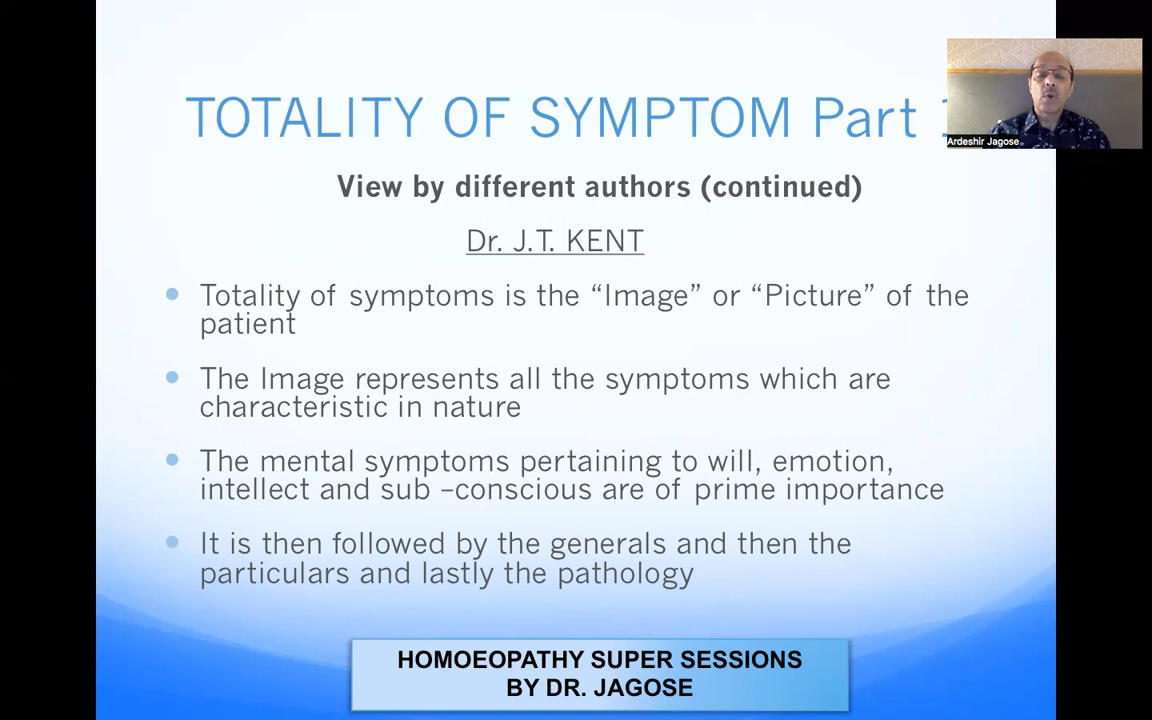 TOTALITY OF SYMPTOM Part
Ardeshir Jagose
View by different authors (continued)
Dr. J.T. KENT
Totality of symptoms is the “Image” or “Picture” of the
patient
The Image represents all the symptoms which are
characteristic in nature
The mental symptoms pertaining to will, emotion,
intellect and sub –conscious are of prime importance
It is then followed by the generals and then the
particulars and lastly the pathology
HOMOEOPATHY SUPER SESSIONS
BY DR. JAGOSE